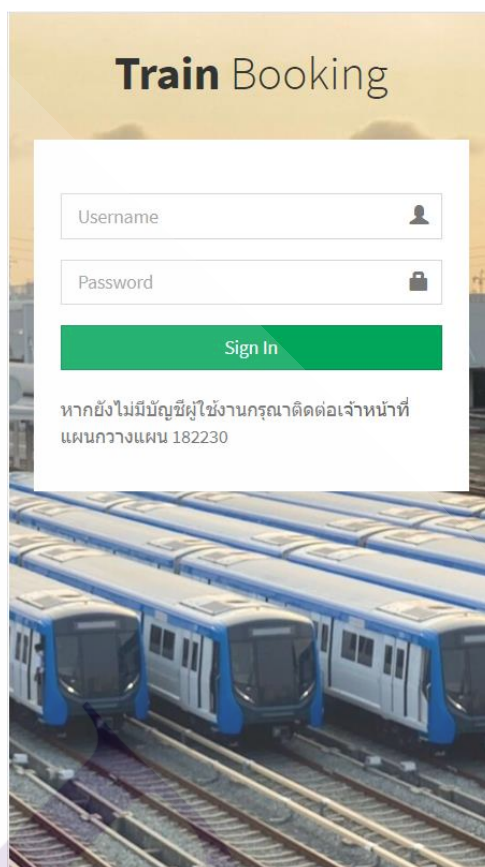 Train Booking
Username
Password
Sign In
หากยังไม่มีบัญชีผู้ใช้งานกรุณาติดต่อเจ้าหน้าที่
แผนกวางแผน 182230